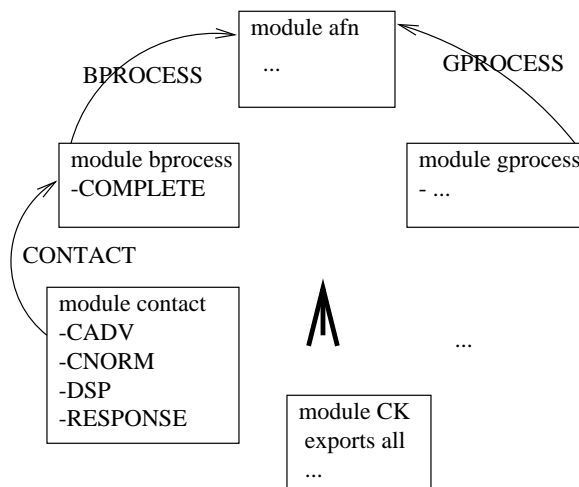 module afn
...
BPROCESS
GPROCESS
module bprocess
-COMPLETE
module gprocess
- ...
CONTACT
module contact
-CADV
-CNORM
-DSP
-RESPONSE
...
module CK
exports all
...